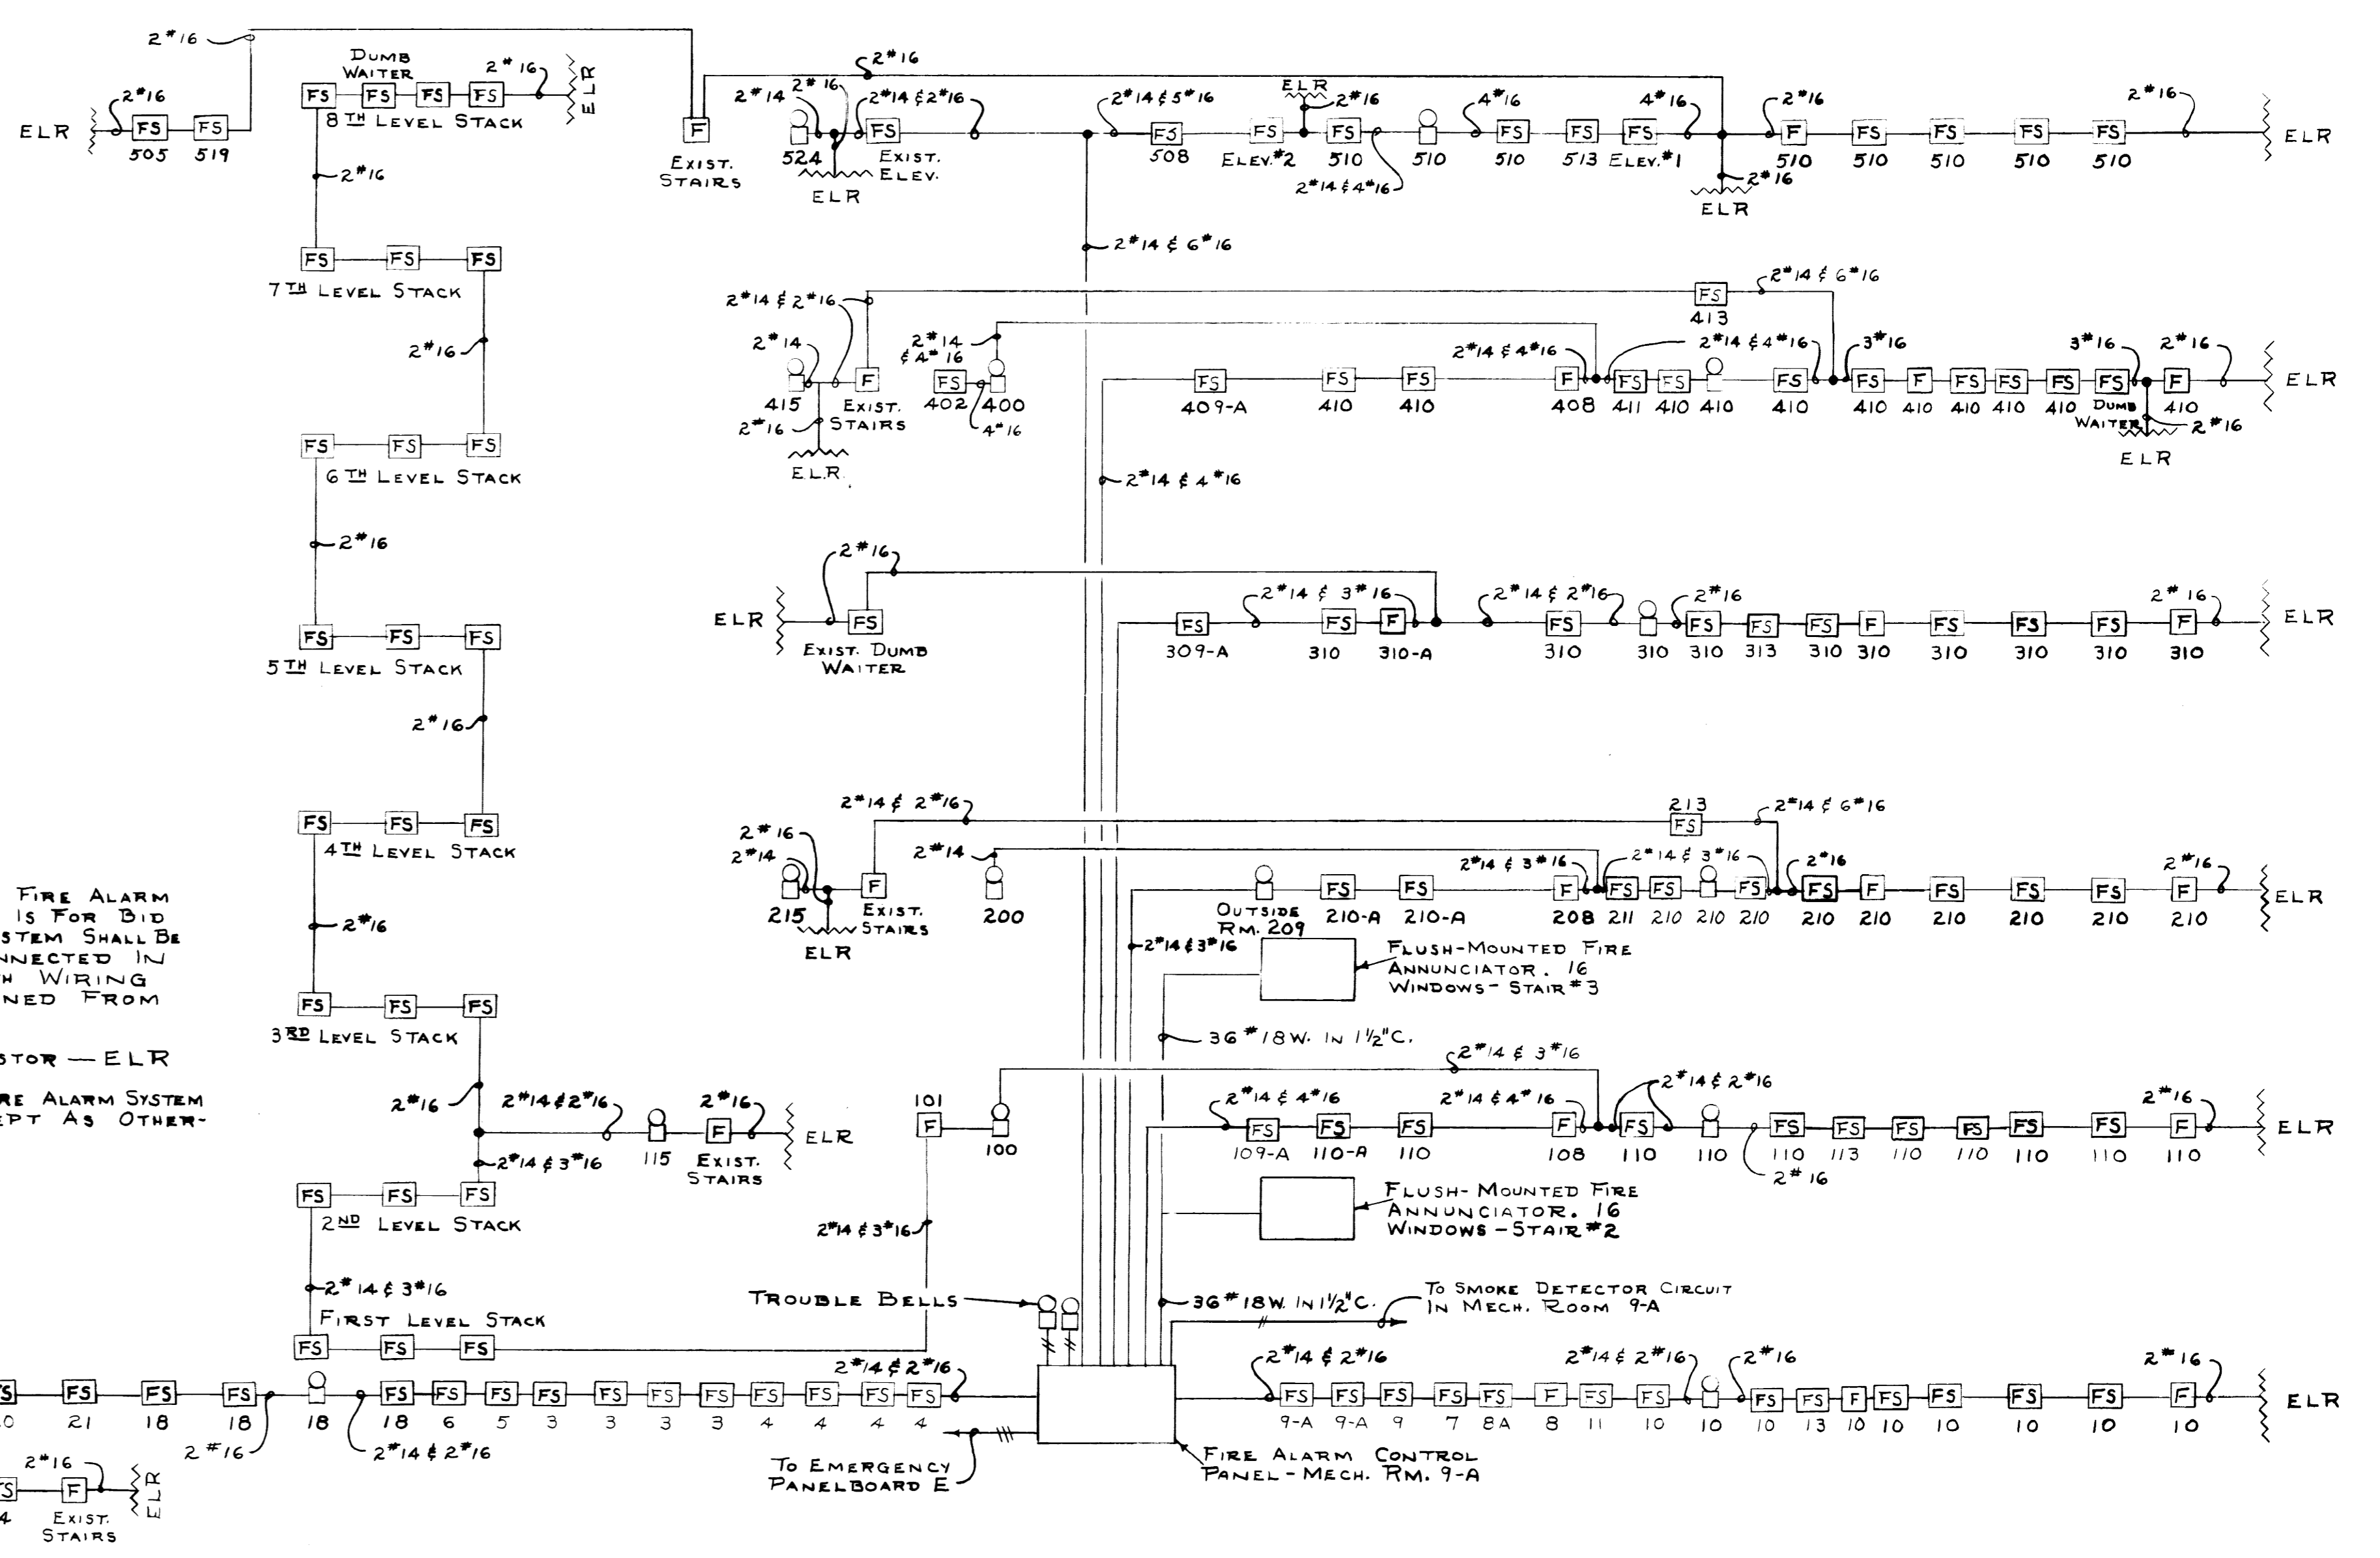 2#16
DUMB
WAITER
2#16
ELR
FS FS FS FS
8TH LEVEL STACK
ELR
2#16
FS FS
505 519
2#16
F
EXIST.
STAIRS
2#16
2#14
2#16
2#14 & 2#16
524
FS
EXIST.
ELEV.
ELR
2#14 & 5#16
ELR
2#16
4#16
4#16
2#16
2#16
FS FS FS FS FS FS F FS FS FS FS
508 ELEV.#2 510 510 510 513 ELEV.#1 510 510 510 510 510
ELR
2#14 & 4#16
2#16
ELR
2#14 & 6#16
FS FS FS
7TH LEVEL STACK
2#16
2#14 & 2#16
FS
413
2#14 & 6#16
2#14
2#14
& 4#16
2#14 & 4#16
2#14 & 4#16
3#16
3#16
2#16
F FS
415 EXIST.
STAIRS
402 400
2#16
4#16
E.L.R.
FS FS FS F FS FS FS FS F FS FS FS FS F
409-A 410 410 408 411 410 410 410 410 410 410 410 410 DUMB
WAITER
410
ELR
2#16
ELR
2#14 & 4#16
FS FS FS
6TH LEVEL STACK
2#16
2#16
ELR
FS
EXIST. DUMB
WAITER
2#14 & 3#16
2#14 & 2#16
2#16
2#16
FS FS F FS FS FS FS F FS FS FS F
309-A 310 310-A 310 310 310 313 310 310 310 310 310 310
ELR
FS FS FS
5TH LEVEL STACK
2#16
2#14 & 2#16
213
FS
2#14 & 6#16
2#16
2#14
2#14
2#14 & 3#16
2#14 & 3#16
2#16
2#16
F
215 EXIST.
STAIRS
200
ELR
FS FS F FS FS FS FS F FS FS FS F
OUTSIDE
RM. 209
210-A 210-A 208 211 210 210 210 210 210 210 210 210 210
ELR
2#14 & 3#16
FS FS FS
4TH LEVEL STACK
2#16
FIRE ALARM
IS FOR BID
STEM SHALL BE
NNECTED IN
H WIRING
NED FROM
FLUSH-MOUNTED FIRE
ANNUNCIATOR. 16
WINDOWS-STAIR #3
36 #18W. IN 1½"C.
FS FS FS
3RD LEVEL STACK
STOR — ELR
RE ALARM SYSTEM
EPT AS OTHER-
2#16
2#14 & 2#16
2#16
F
115 EXIST.
STAIRS
ELR
2#14 & 3#16
101
F
100
2#14 & 3#16
2#14 & 4#16
2#14 & 4#16
2#14 & 2#16
2#16
FS FS FS F FS FS FS FS FS FS FS F
109-A 110-A 110 108 110 110 110 113 110 110 110 110 110
ELR
2#16
FS FS FS
2ND LEVEL STACK
2#14 & 3#16
FLUSH-MOUNTED FIRE
ANNUNCIATOR. 16
WINDOWS-STAIR #2
2#14 & 3#16
FIRST LEVEL STACK
FS FS FS
TROUBLE BELLS
36 #18W. IN 1½"C.
TO SMOKE DETECTOR CIRCUIT
IN MECH. ROOM 9-A
2#14 & 2#16
FS FS FS FS FS FS FS FS FS FS FS FS FS FS FS
21 18 18 18 18 6 5 3 3 3 3 4 4 4 4
2#16
2#14 & 2#16
2#14 & 2#16
2#14 & 2#16
2#16
2#16
FS FS FS FS FS F FS FS FS FS F FS FS FS FS F
9-A 9-A 9 7 8A 8 11 10 10 10 13 10 10 10 10 10 10
ELR
TO EMERGENCY
PANELBOARD E
FIRE ALARM CONTROL
PANEL-MECH. RM. 9-A
2#16
F
4 EXIST.
STAIRS
ELR